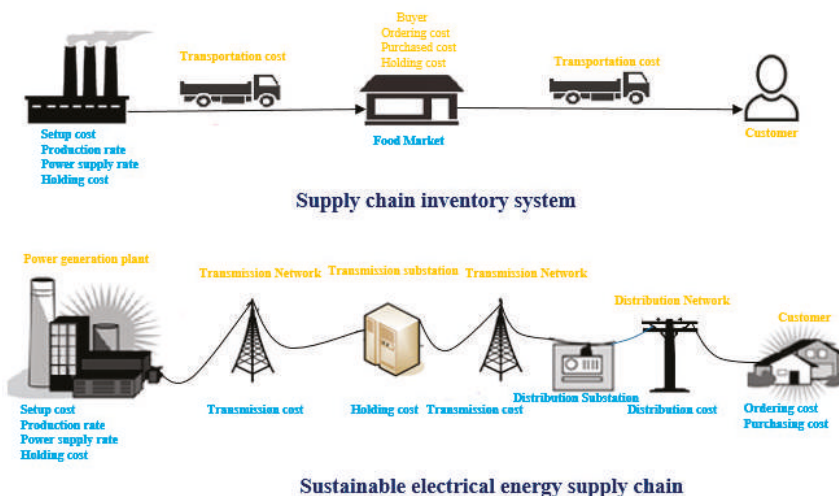 Buyer
Ordering cost
Purchased cost
Holding cost
Transportation cost
Transportation cost
Setup cost
Production rate
Power supply rate
Holding cost
Food Market
Customer
Supply chain inventory system
Power generation plant
Transmission Network
Transmission substation
Transmission Network
Distribution Network
Customer
Setup cost
Production rate
Power supply rate
Holding cost
Transmission cost
Holding cost
Transmission cost
Distribution Substation
Distribution cost
Ordering cost
Purchasing cost
Sustainable electrical energy supply chain